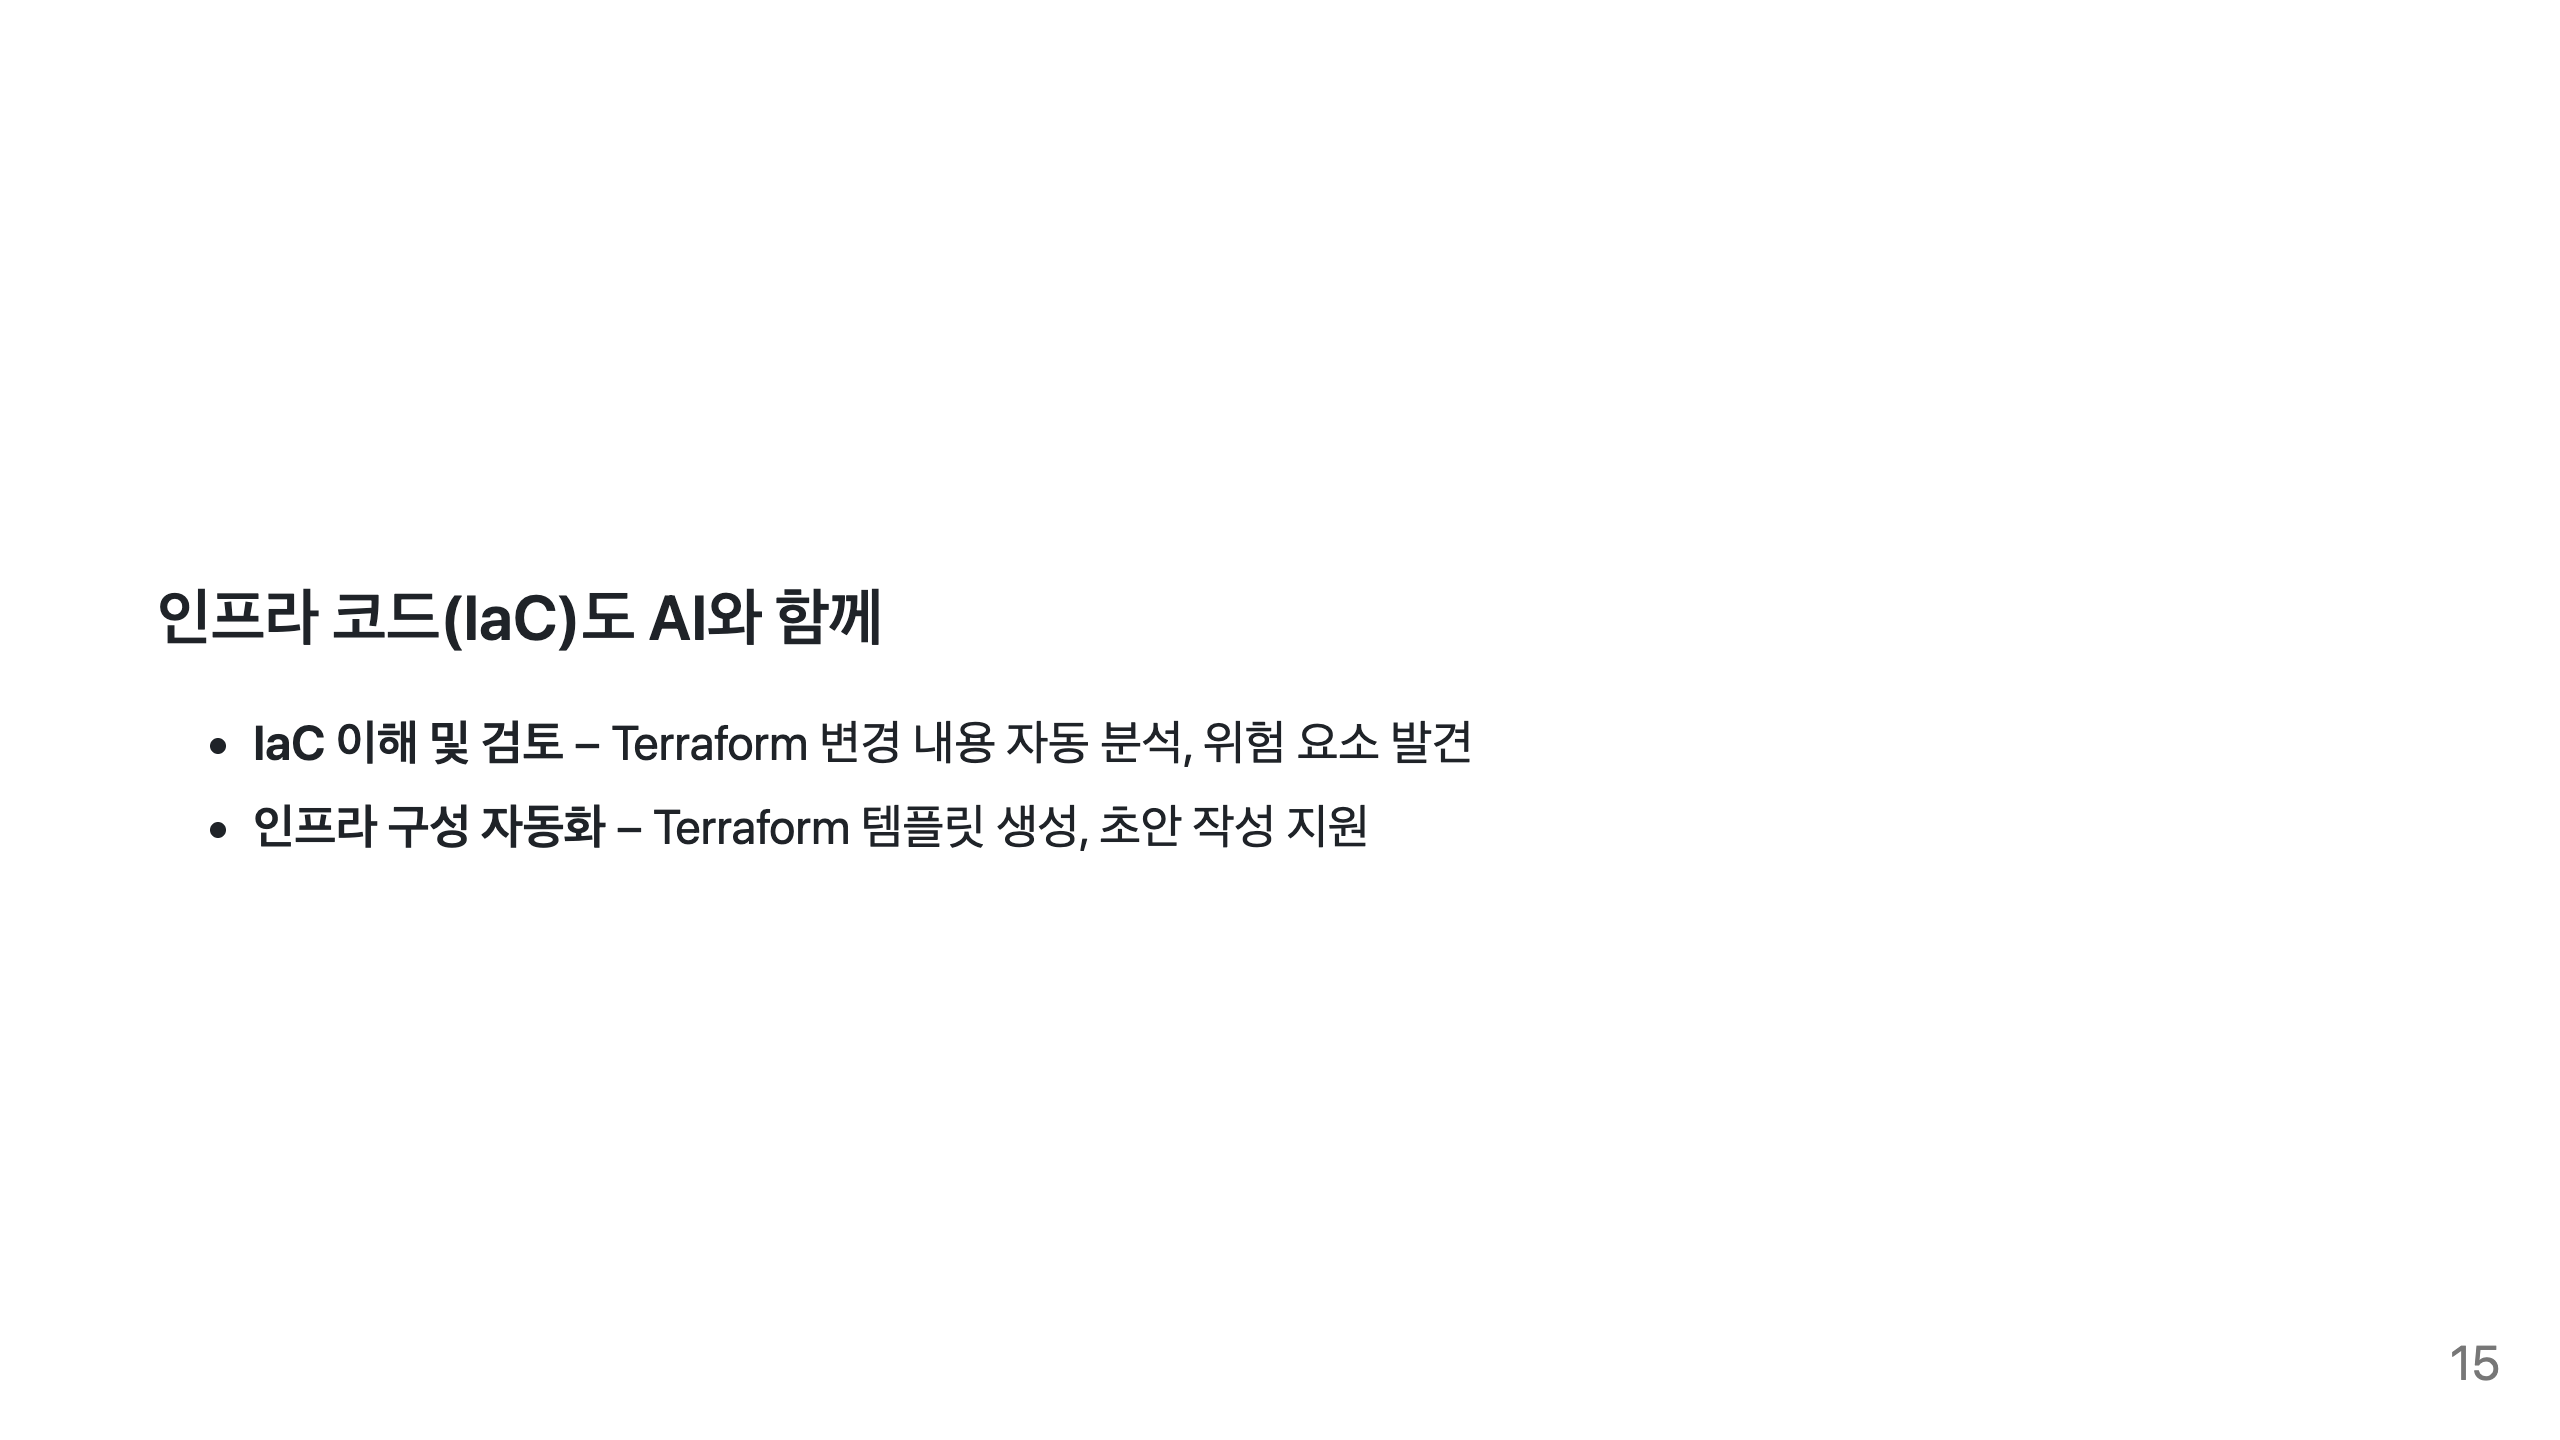 인프라 코드(IaC)도 AI와 함께
• IaC 이해 및 검토 – Terraform 변경 내용 자동 분석, 위험 요소 발견
• 인프라 구성 자동화 – Terraform 템플릿 생성, 초안 작성 지원
15